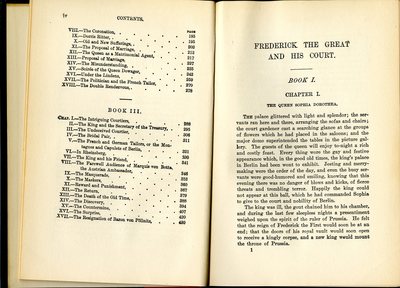 iv
CONTENTS.
PAGE
VIII.—The Coronation,
IX.—Dorris Ritter,
X.—Old and New Sufferings,
XI.—The Proposal of Marriage,
XII.—The Queen as a Matrimonial Agent,
XIII.—Proposal of Marriage,
XIV.—The Misunderstanding,
XV.—Soirée of the Queen Dowager,
XVI.—Under the Lindens,
XVII.—The Politician and the French Tailor,
XVIII.—The Double Rendezvous,
BOOK III.
CHAP. I.—The Intriguing Courtiers,
II.—The King and the Secretary of the Treasury,
III.—The Undeceived Courtier,
IV.—The Bridal Pair,
V.—The French and German Tailors, or the Montagues and Capulets of Berlin,
VI.—In Rheinsberg,
VII.—The King and his Friend,
VIII.—The Farewell Audience of Marquis von Botta, the Austrian Ambassador,
IX.—The Masquerade,
X.—The Maskers,
XI.—Reward and Punishment,
XII.—The Return,
XIII.—The Death of the Old Time,
XIV.—The Discovery,
XV.—The Countermine,
XVI.—The Surprise,
XVII.—The Resignation of Baron von Pöllnitz,
FREDERICK THE GREAT
AND HIS COURT.
BOOK I.
CHAPTER I.
THE QUEEN SOPHIA DOROTHEA.
THE palace glittered with light and splendor; the servants ran here and there, arranging the sofas and chairs;
the court gardener cast a searching glance at the groups
of flowers which he had placed in the saloons; and the
major domo superintended the tables in the picture gallery. The guests of the queen will enjoy to-night a rich
and costly feast. Every thing wore the gay and festive
appearance which, in the good old times, the king's palace
in Berlin had been wont to exhibit. Jesting and merrymaking were the order of the day, and even the busy servants were good-humored and smiling, knowing that this
evening there was no danger of blows and kicks, of fierce
threats and trembling terror. Happily the king could
not appear at this ball, which he had commanded Sophia
to give to the court and nobility of Berlin.
The king was ill, the gout chained him to his chamber,
and during the last few sleepless nights a presentiment
weighed upon the spirit of the ruler of Prussia. He felt
that the reign of Frederick the First would soon be at an
end; that the doors of his royal vault would soon open
to receive a kingly corpse, and a new king would mount
the throne of Prussia.
1